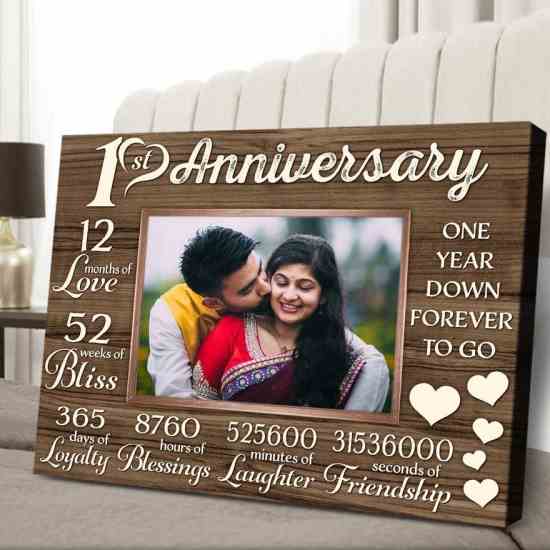 1st Anniversary
12
months of
Love
52
weeks of
Bliss
365
days of
Loyalty
8760
hours of
Blessings
525600
minutes of
Laughter
31536000
seconds of
Friendship
ONE
YEAR
DOWN
FOREVER
TO GO